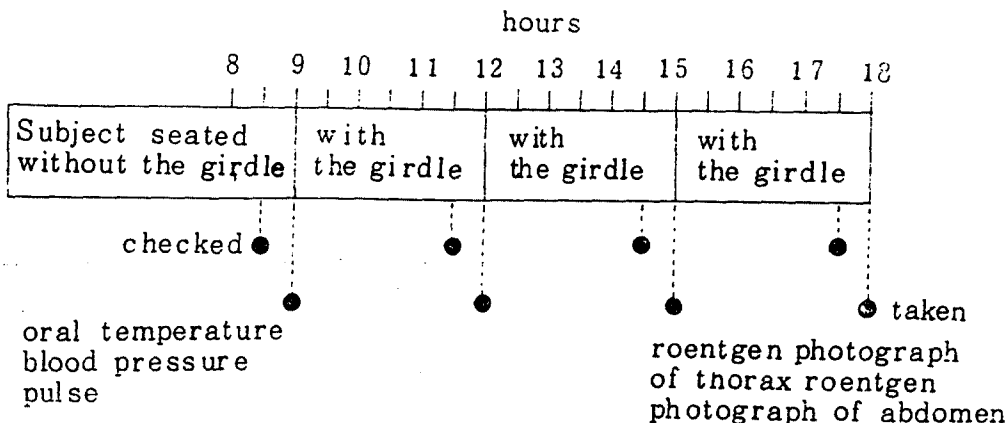 hours
8 9 10 11 12 13 14 15 16 17 18
Subject seated
without the girdle
with
the girdle
with
the girdle
with
the girdle
checked
taken
oral temperature
blood pressure
pulse
roentgen photograph
of thorax roentgen
photograph of abdomen